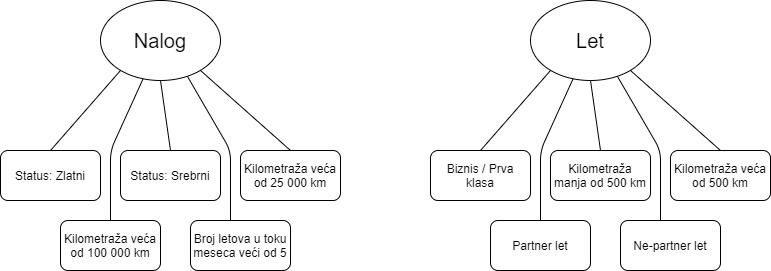 Nalog
Let
Status: Zlatni
Status: Srebrni
Kilometraža veća
od 25 000 km
Biznis / Prva
klasa
Kilometraža
manja od 500 km
Kilometraža veća
od 500 km
Kilometraža veća
od 100 000 km
Broj letova u toku
meseca veći od 5
Partner let
Ne-partner let